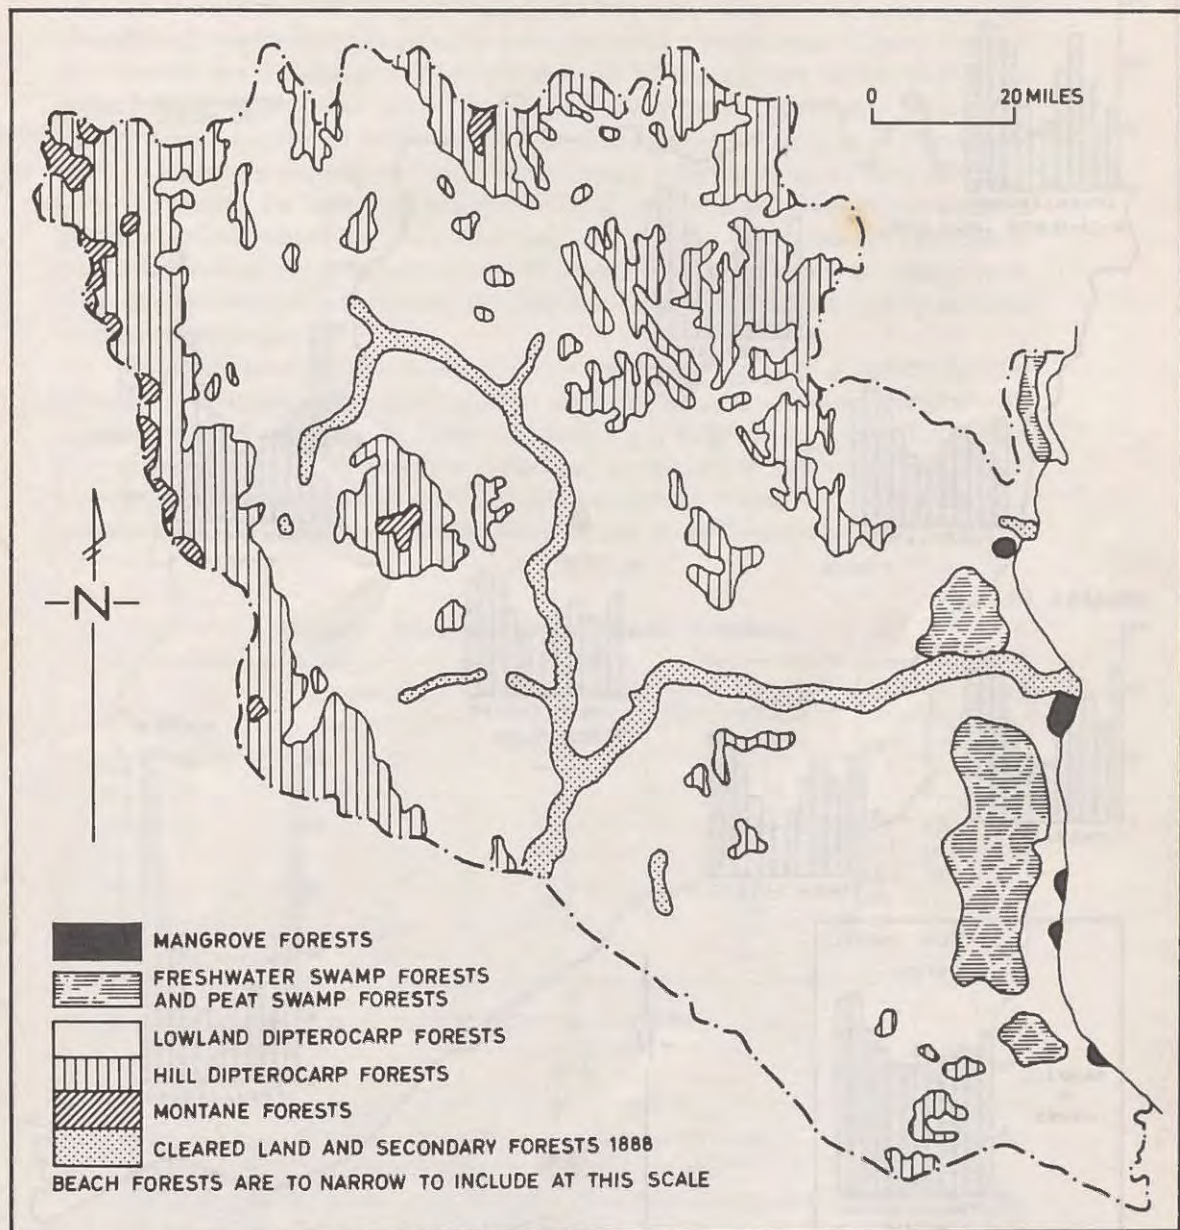 0 20 MILES
N
MANGROVE FORESTS
FRESHWATER SWAMP FORESTS
AND PEAT SWAMP FORESTS
LOWLAND DIPTEROCARP FORESTS
HILL DIPTEROCARP FORESTS
MONTANE FORESTS
CLEARED LAND AND SECONDARY FORESTS 1888
BEACH FORESTS ARE TO NARROW TO INCLUDE AT THIS SCALE